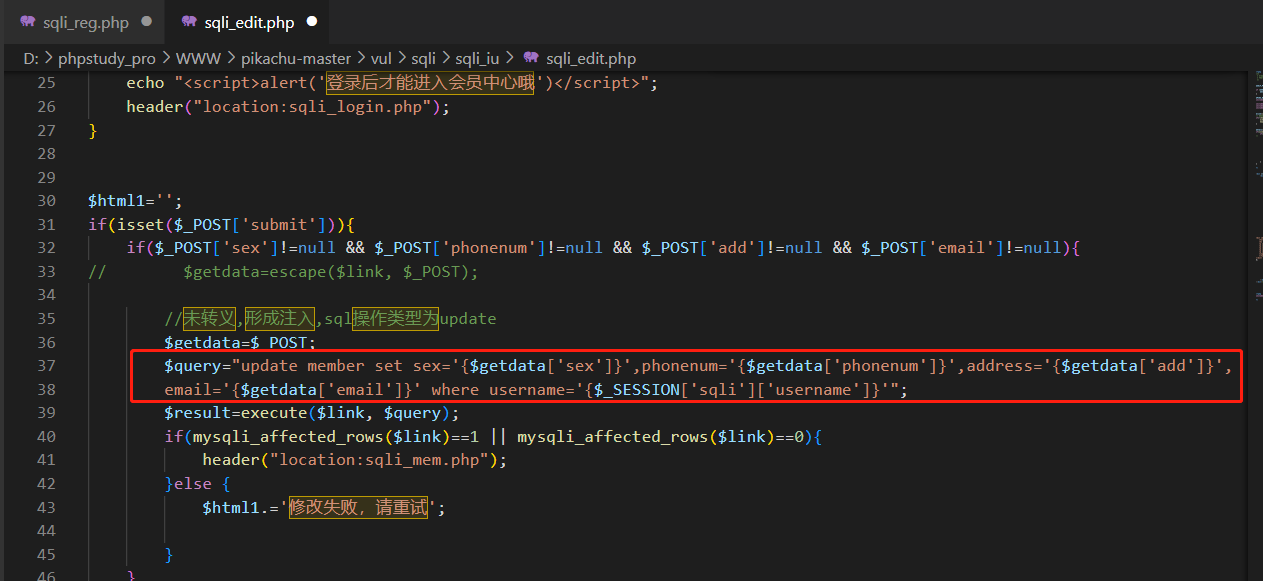 sqli_reg.php ● sqli_edit.php ●
D: > phpstudy_pro > WWW > pikachu-master > vul > sqli > sqli_iu > sqli_edit.php
25 echo "<script>alert('登录后才能进入会员中心哦')</script>";
26 header("location:sqli_login.php");
27 }
28
29
30 $html1='';
31 if(isset($_POST['submit'])){
32 if($_POST['sex']!=null && $_POST['phonenum']!=null && $_POST['add']!=null && $_POST['email']!=null){
33 // $getdata=escape($link, $_POST);
34
35 //未转义,形成注入,sql操作类型为update
36 $getdata=$_POST;
37 $query="update member set sex='{$getdata['sex']}',phonenum='{$getdata['phonenum']}',address='{$getdata['add']}',
38 email='{$getdata['email']}' where username='{$_SESSION['sqli']['username']}'";
39 $result=execute($link, $query);
40 if(mysqli_affected_rows($link)==1 || mysqli_affected_rows($link)==0){
41 header("location:sqli_mem.php");
42 }else {
43 $html1.='修改失败，请重试';
44
45 }
46 }